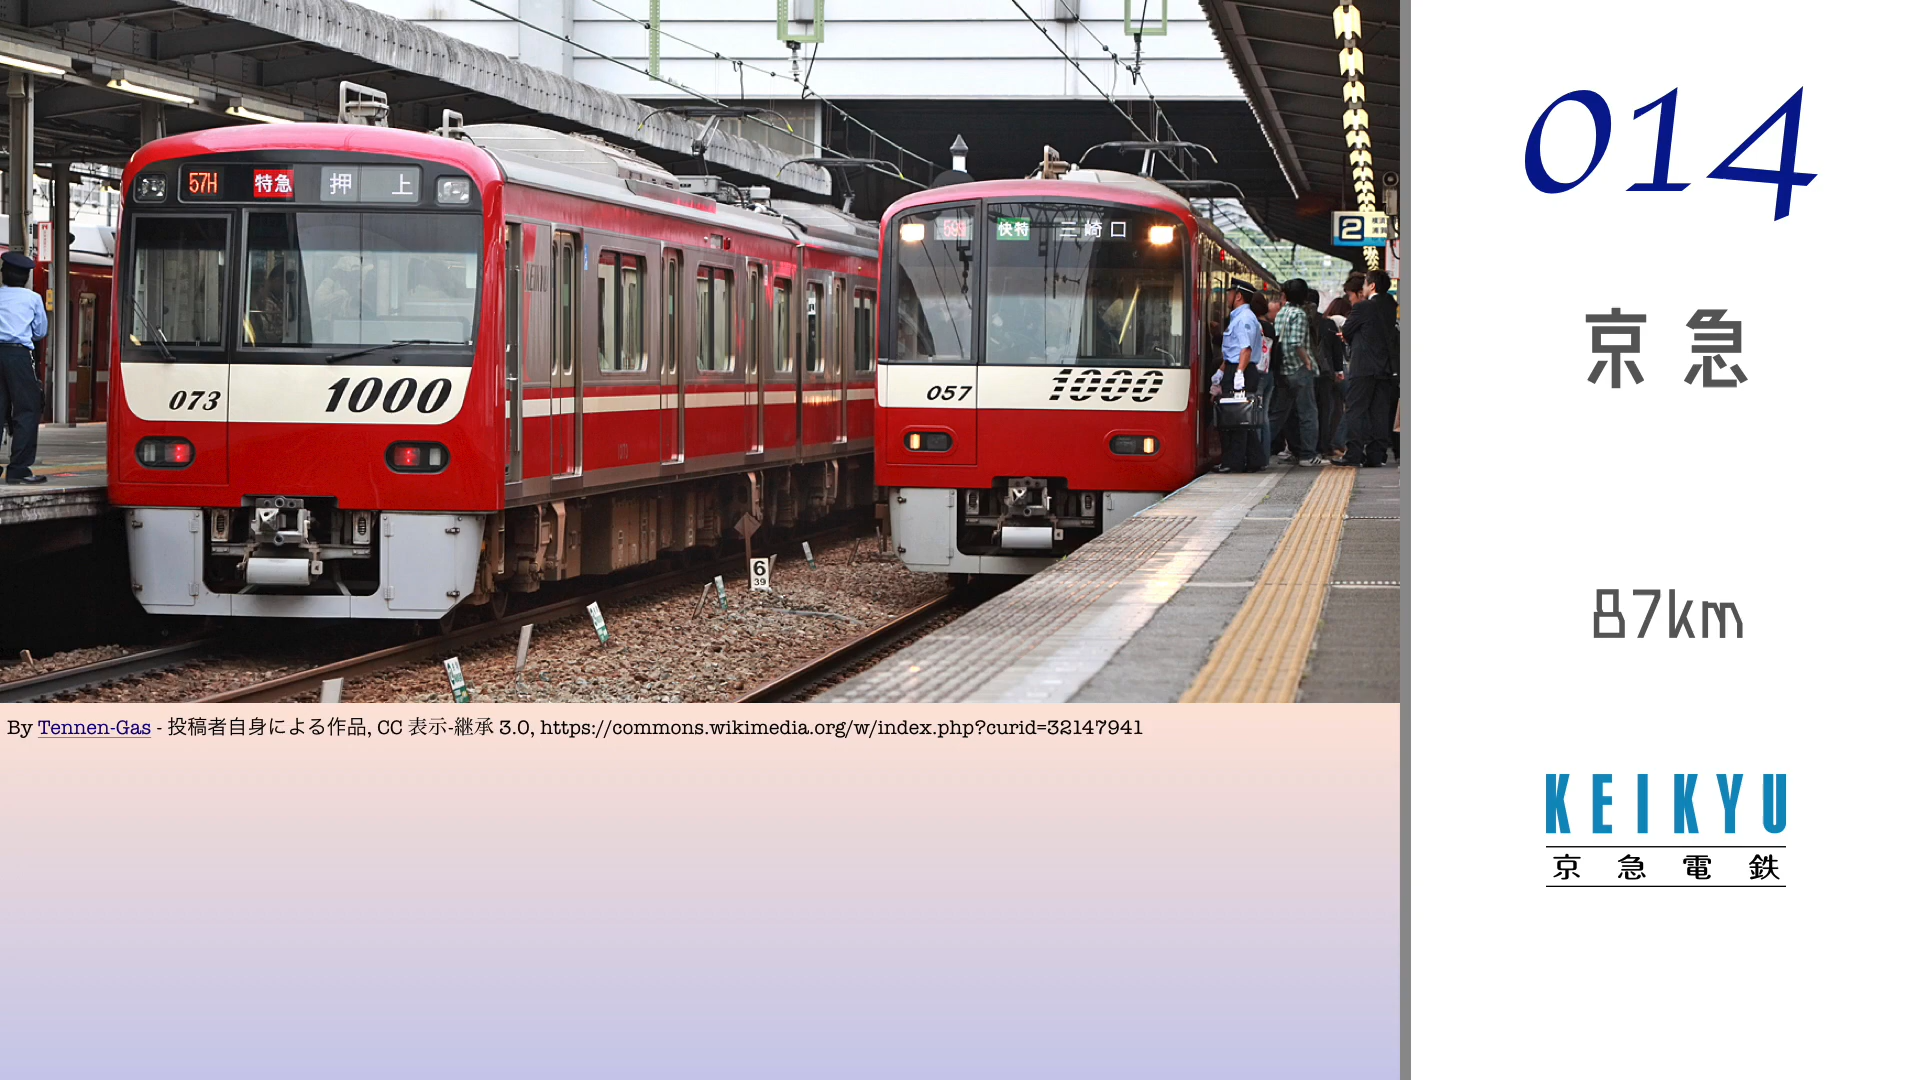 57H 特急 押上
073 1000
快特 三崎口
057 1000
2
6
39
By Tennen-Gas - 投稿者自身による作品, CC 表示-継承 3.0, https://commons.wikimedia.org/w/index.php?curid=32147941
014
京急
87km
KEIKYU
京急電鉄